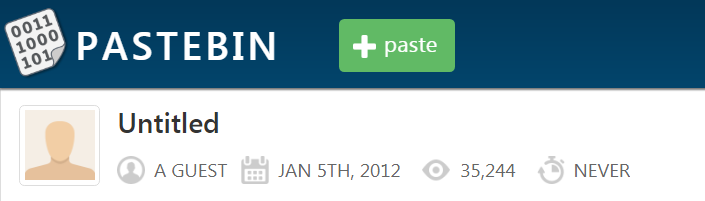 0011
1000
101
PASTEBIN
+ paste
Untitled
A GUEST JAN 5TH, 2012 35,244 NEVER